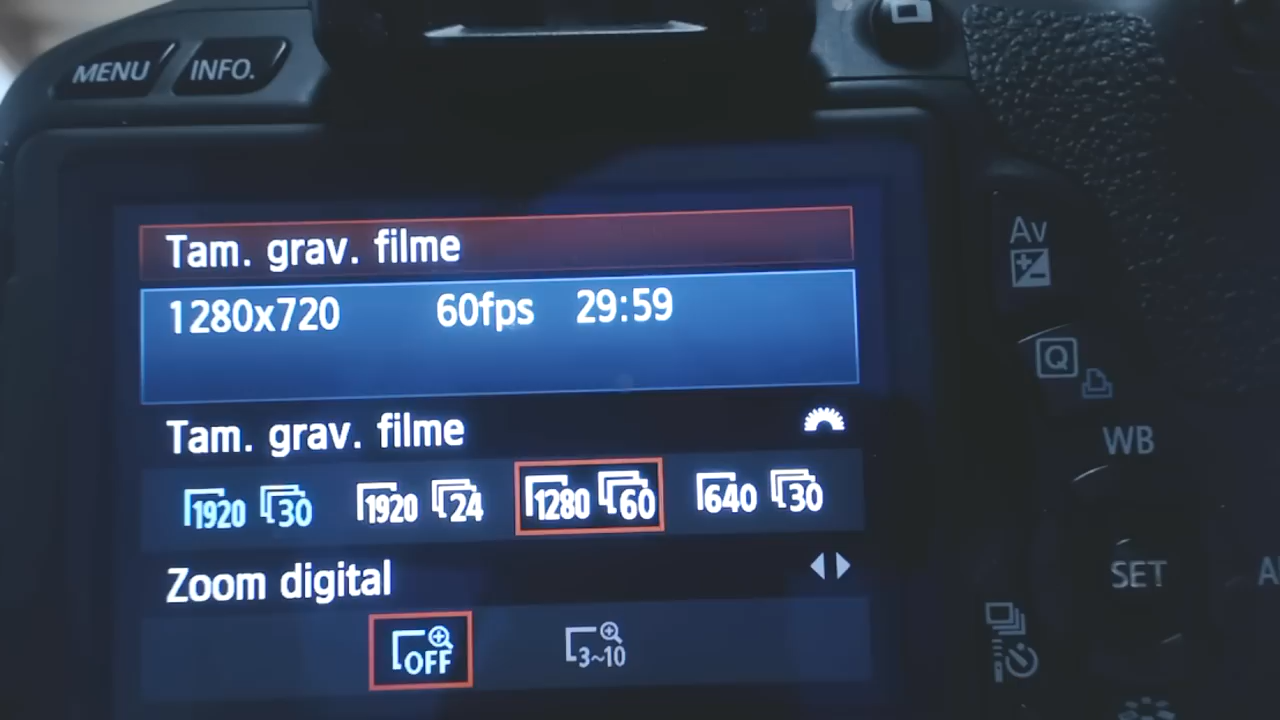 MENU INFO.
Tam. grav. filme
1280x720 60fps 29:59
Tam. grav. filme
1920 30 1920 24 1280 60 640 30
Zoom digital
OFF 3~10
Av
Q
WB
SET